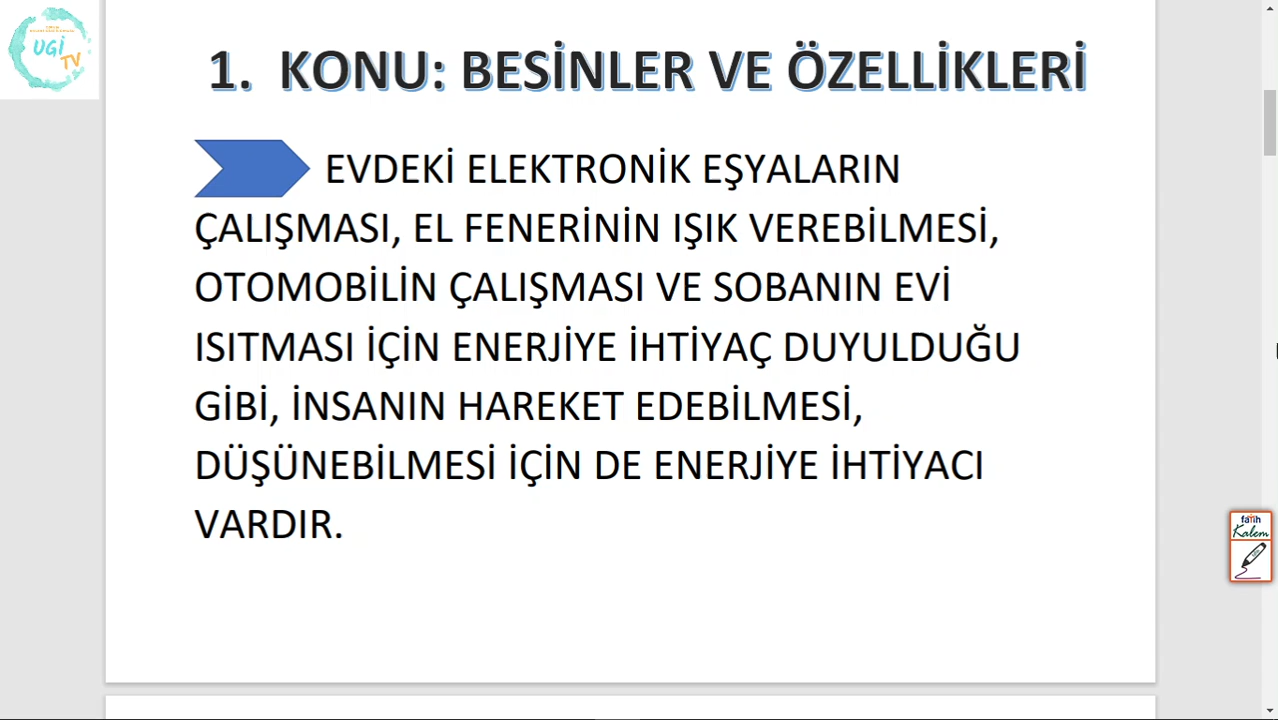 UGİ
TV
1. KONU: BESİNLER VE ÖZELLİKLERİ
EVDEKİ ELEKTRONİK EŞYALARIN
ÇALIŞMASI, EL FENERİNİN IŞIK VEREBİLMESİ,
OTOMOBİLİN ÇALIŞMASI VE SOBANIN EVİ
ISITMASI İÇİN ENERJİYE İHTİYAÇ DUYULDUĞU
GİBİ, İNSANIN HAREKET EDEBİLMESİ,
DÜŞÜNEBİLMESİ İÇİN DE ENERJİYE İHTİYACI
VARDIR.
fatih
Kalem